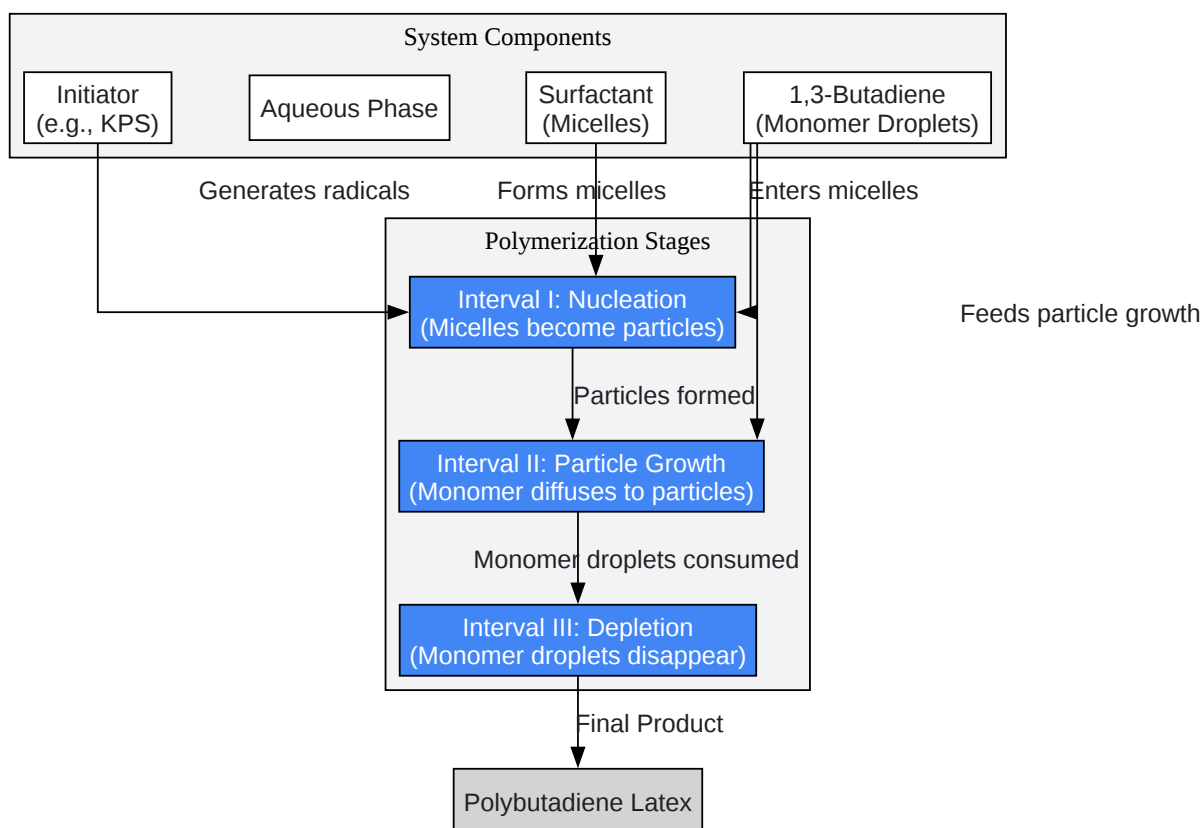 System Components
Initiator
(e.g., KPS)
Aqueous Phase
Surfactant
(Micelles)
1,3-Butadiene
(Monomer Droplets)
Generates radicals
Forms micelles
Enters micelles
Polymerization Stages
Interval I: Nucleation
(Micelles become particles)
Feeds particle growth
Particles formed
Interval II: Particle Growth
(Monomer diffuses to particles)
Monomer droplets consumed
Interval III: Depletion
(Monomer droplets disappear)
Final Product
Polybutadiene Latex